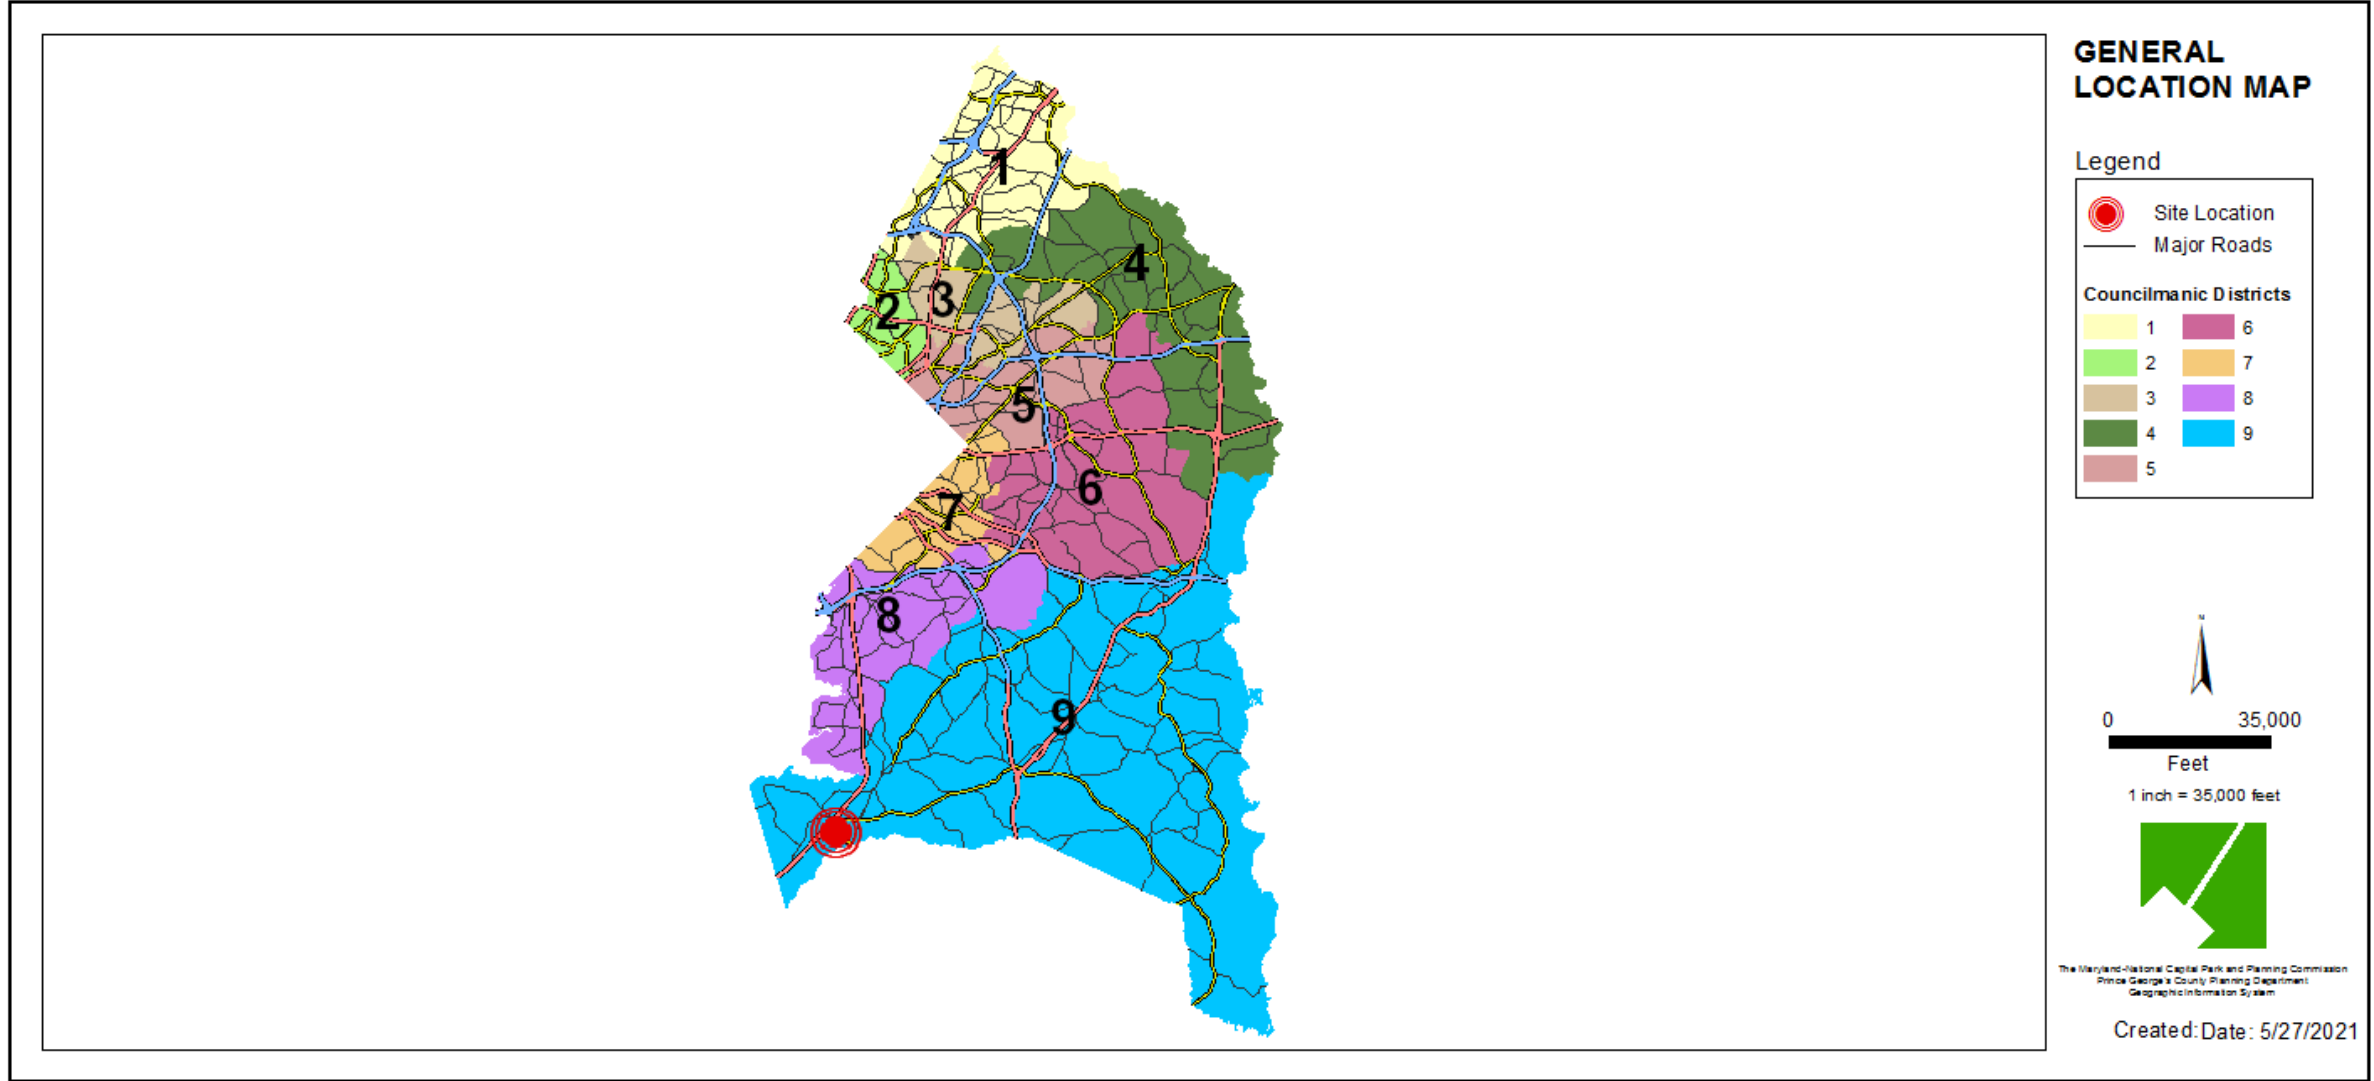 GENERAL
LOCATION MAP
Legend
Site Location
Major Roads
Councilmanic Districts
1 6
2 7
3 8
4 9
5
1
4
3
2
5
6
7
8
9
N
0 35,000
Feet
1 inch = 35,000 feet
The Maryland-National Capital Park and Planning Commission
Prince George's County Planning Department
Geographic Information System
Created: Date: 5/27/2021